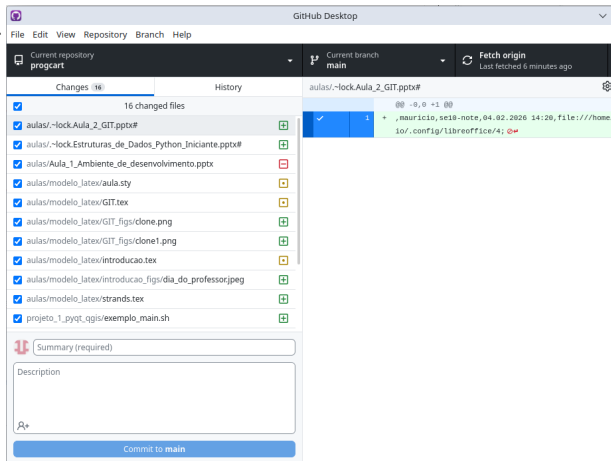 GitHub Desktop
File Edit View Repository Branch Help
Current repository
progcart
Current branch
main
Fetch origin
Last fetched 6 minutes ago
Changes 16
History
16 changed files
aulas/.~lock.Aula_2_GIT.pptx#
aulas/.~lock.Estruturas_de_Dados_Python_Iniciante.pptx#
aulas/Aula_1_Ambiente_de_desenvolvimento.pptx
aulas/modelo_latex/aula.sty
aulas/modelo_latex/GIT.tex
aulas/modelo_latex/GIT_figs/clone.png
aulas/modelo_latex/GIT_figs/clone1.png
aulas/modelo_latex/introducao.tex
aulas/modelo_latex/introducao_figs/dia_do_professor.jpeg
aulas/modelo_latex/strands.tex
projeto_1_pyqt_qgis/exemplo_main.sh
Summary (required)
Description
Commit to main
aulas/.~lock.Aula_2_GIT.pptx#
@@ -0,0 +1 @@
1 + ,mauricio,se10-note,04.02.2026 14:20,file:///home
io/.config/libreoffice/4;